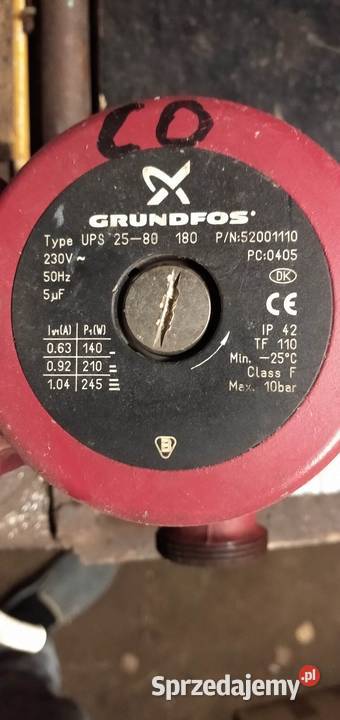 CO
GRUNDFOS
Type UPS 25-80 180 P/N:52001110
230V ~ PC:0405
50Hz DK
5µF CE
IP 42
TF 110
Min. -25°C
Class F
Max. 10bar
I1/1(A) P1(W)
0.63 140
0.92 210
1.04 245
B
Sprzedajemy.pl